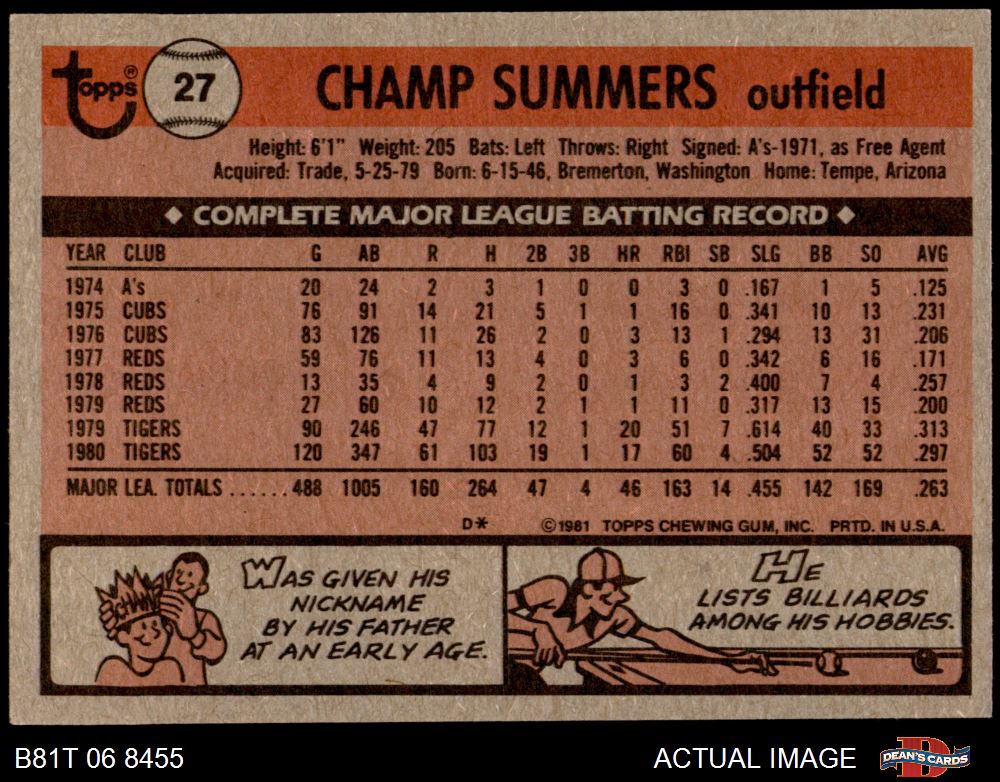 topps®
27
CHAMP SUMMERS outfield
Height: 6'1" Weight: 205 Bats: Left Throws: Right Signed: A's-1971, as Free Agent
Acquired: Trade, 5-25-79 Born: 6-15-46, Bremerton, Washington Home: Tempe, Arizona
◆ COMPLETE MAJOR LEAGUE BATTING RECORD ◆
YEAR CLUB G AB R H 2B 3B HR RBI SB SLG BB SO AVG
1974 A's 20 24 2 3 1 0 0 3 0 .167 1 5 .125
1975 CUBS 76 91 14 21 5 1 1 16 0 .341 10 13 .231
1976 CUBS 83 126 11 26 2 0 3 13 1 .294 13 31 .206
1977 REDS 59 76 11 13 4 0 3 6 0 .342 6 16 .171
1978 REDS 13 35 4 9 2 0 1 3 2 .400 7 4 .257
1979 REDS 27 60 10 12 2 1 1 11 0 .317 13 15 .200
1979 TIGERS 90 246 47 77 12 1 20 51 7 .614 40 33 .313
1980 TIGERS 120 347 61 103 19 1 17 60 4 .504 52 52 .297
MAJOR LEA. TOTALS ......488 1005 160 264 47 4 46 163 14 .455 142 169 .263
D* ©1981 TOPPS CHEWING GUM, INC. PRTD. IN U.S.A.
CHAMP
WAS GIVEN HIS
NICKNAME
BY HIS FATHER
AT AN EARLY AGE.
HE
LISTS BILLIARDS
AMONG HIS HOBBIES.
B81T 06 8455
ACTUAL IMAGE
DEAN'S CARDS